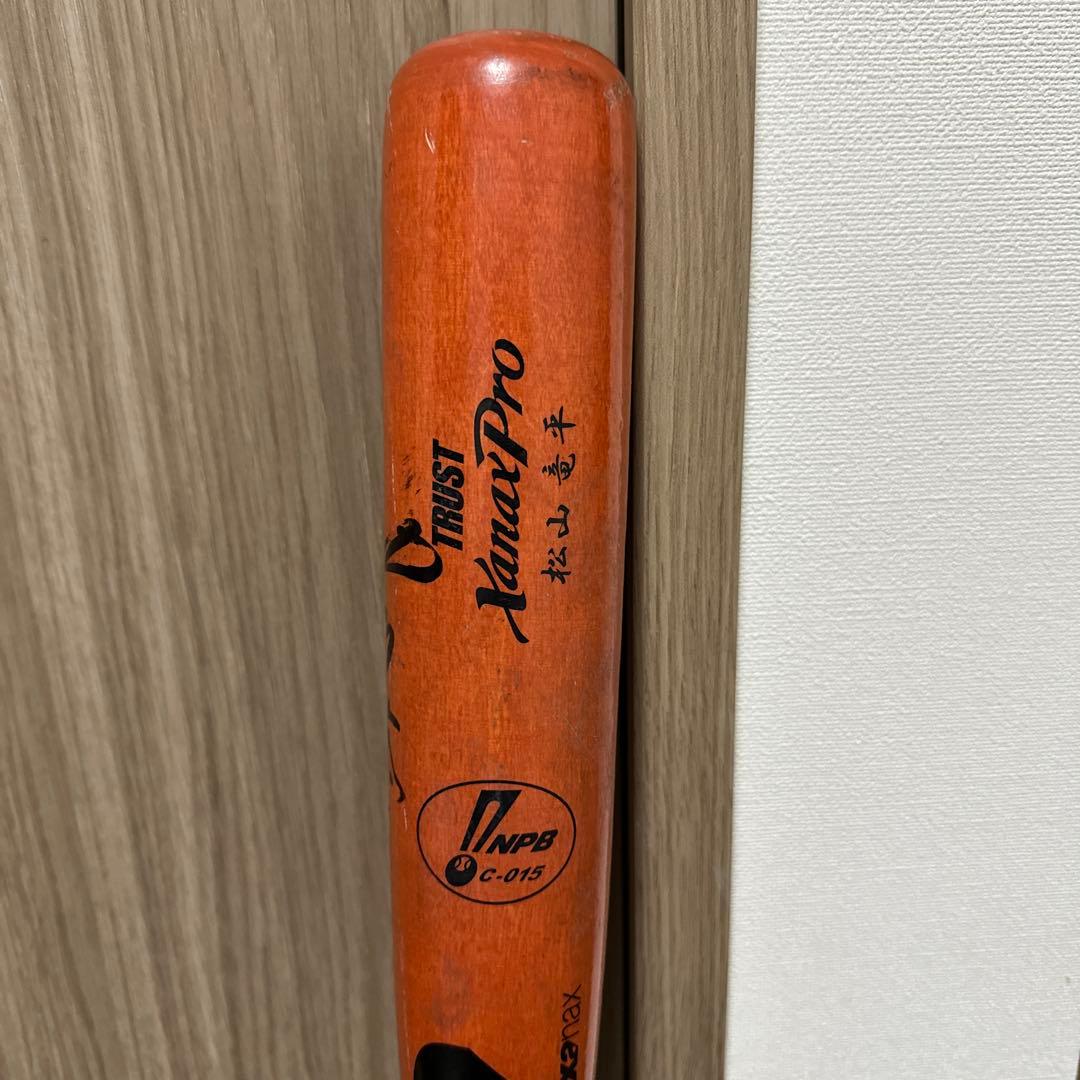 TRUST
XanaxPro
松山竜平
NPB
C-015
xanax